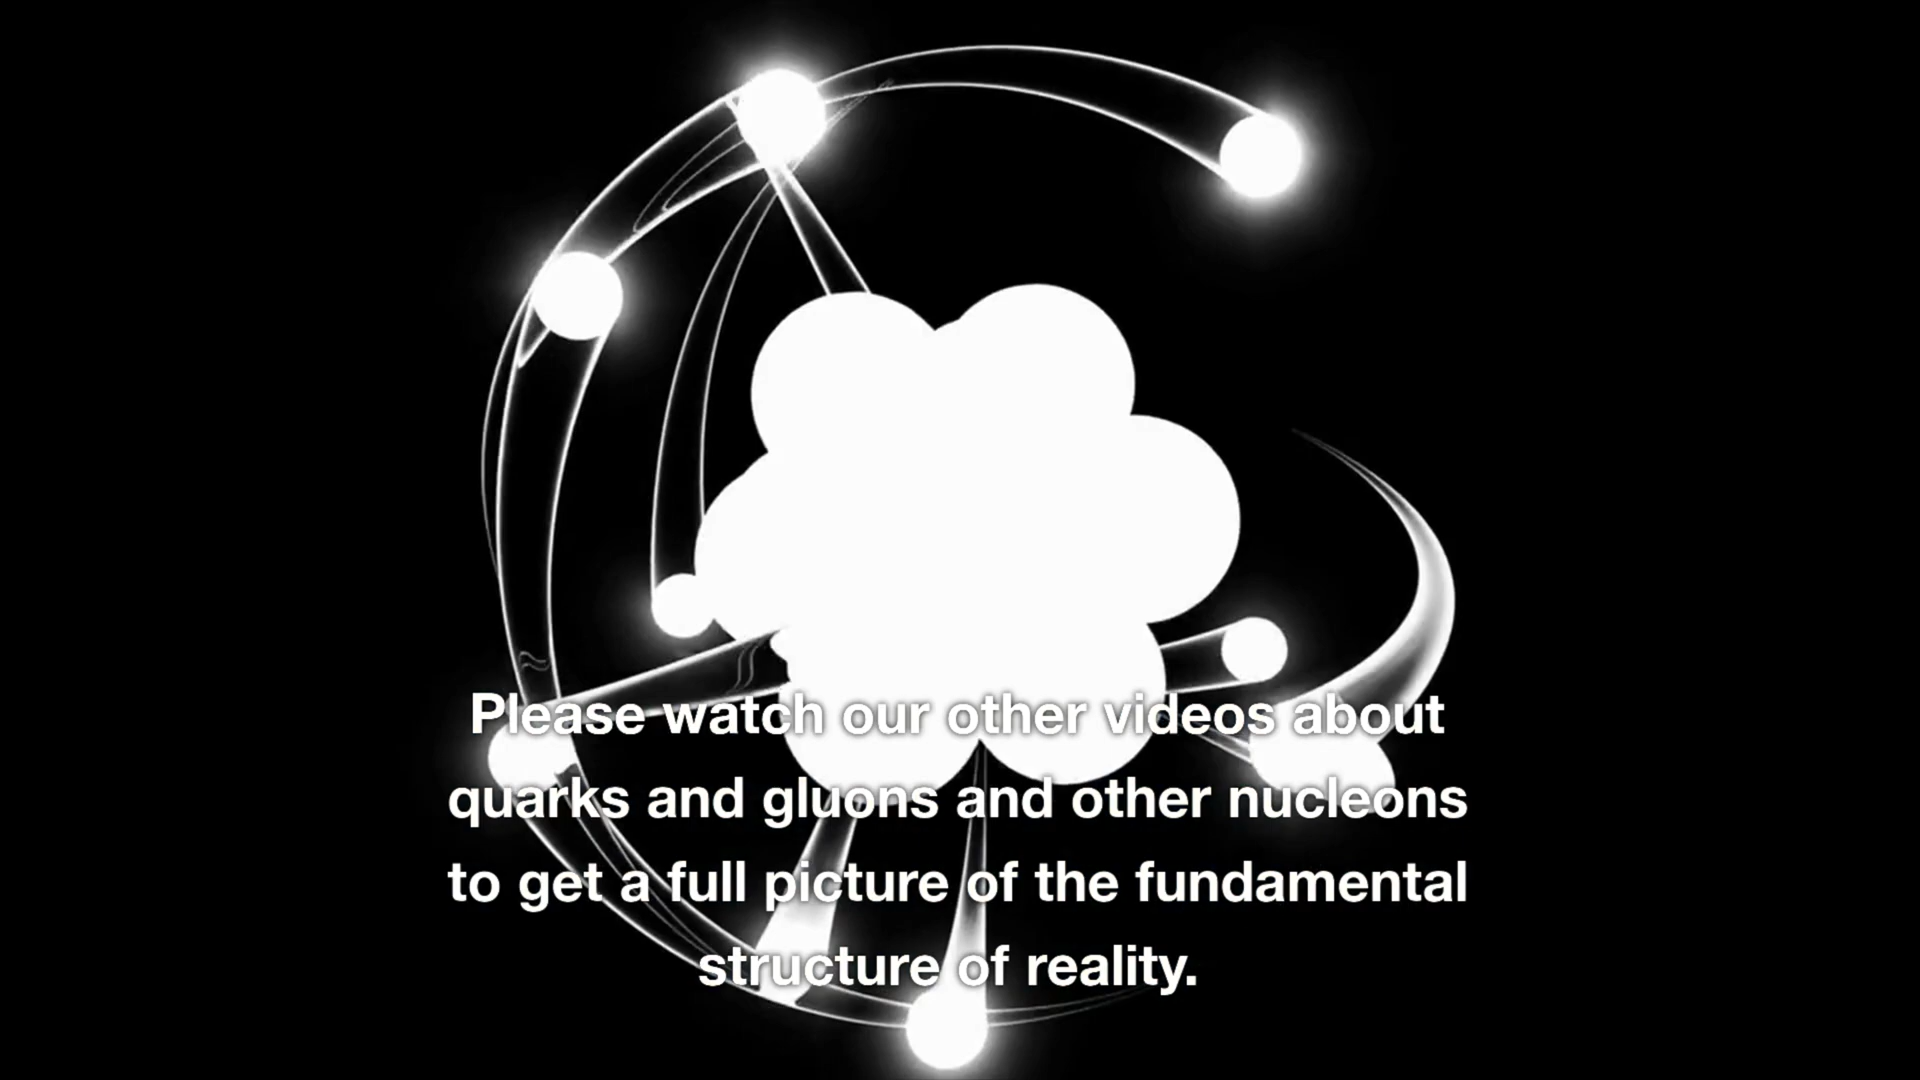 Please watch our other videos about
quarks and gluons and other nucleons
to get a full picture of the fundamental
structure of reality.